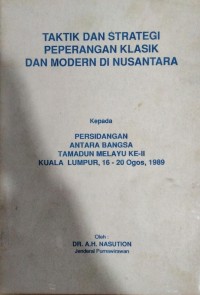 TAKTIK DAN STRATEGI
PEPERANGAN KLASIK
DAN MODERN DI NUSANTARA
Kepada
PERSIDANGAN
ANTARA BANGSA
TAMADUN MELAYU KE-II
KUALA LUMPUR, 16 - 20 Ogos, 1989
Oleh :
DR. A.H. NASUTION
Jenderal Purnawirawan